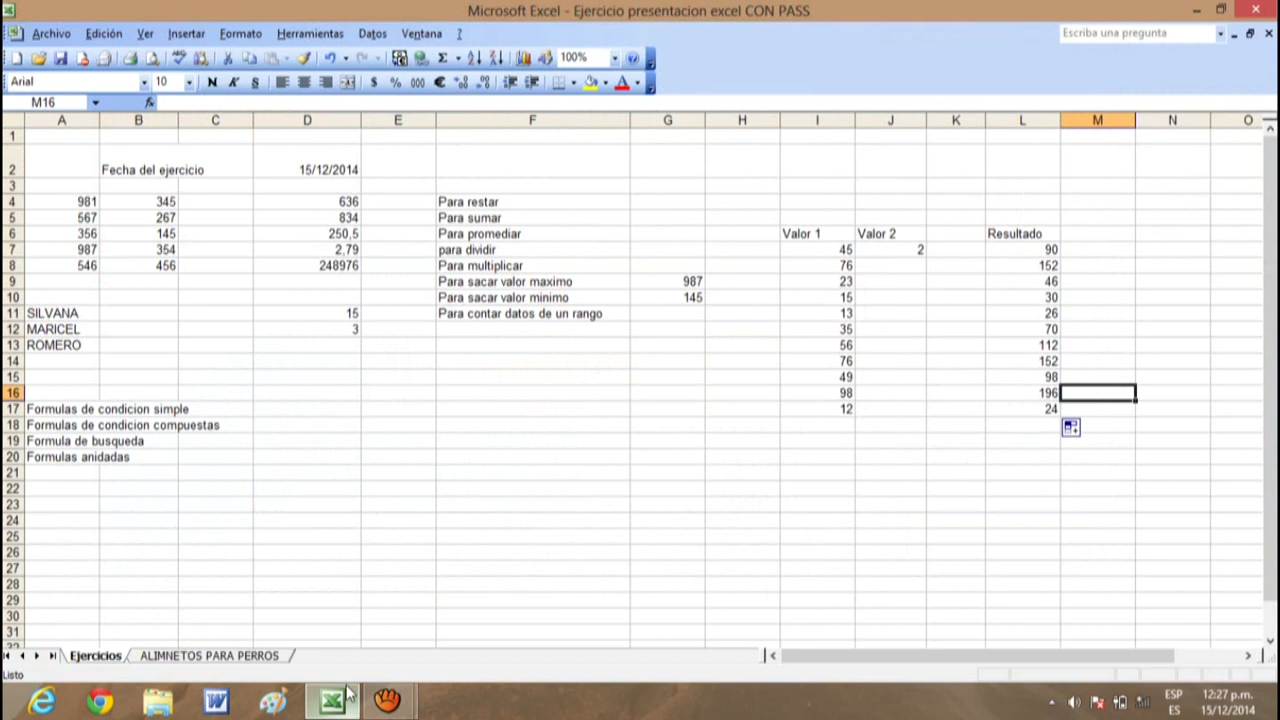 Microsoft Excel - Ejercicio presentacion excel CON PASS
Archivo Edición Ver Insertar Formato Herramientas Datos Ventana ? Escriba una pregunta
100%
Arial 10 N K S $ % 000 €
M16 fx
A B C D E F G H I J K L M N O
1
2 Fecha del ejercicio 15/12/2014
3
4 981 345 636 Para restar
5 567 267 834 Para sumar
6 356 145 250,5 Para promediar Valor 1 Valor 2 Resultado
7 987 354 2,79 para dividir 45 2 90
8 546 456 248976 Para multiplicar 76 152
9 Para sacar valor maximo 987 23 46
10 Para sacar valor minimo 145 15 30
11 SILVANA 15 Para contar datos de un rango 13 26
12 MARICEL 3 35 70
13 ROMERO 56 112
14 76 152
15 49 98
16 98 196
17 Formulas de condicion simple 12 24
18 Formulas de condicion compuestas
19 Formula de busqueda
20 Formulas anidadas
21
22
23
24
25
26
27
28
29
30
31
32
Ejercicios ALIMNETOS PARA PERROS
Listo
ESP 12:27 p.m.
ES 15/12/2014